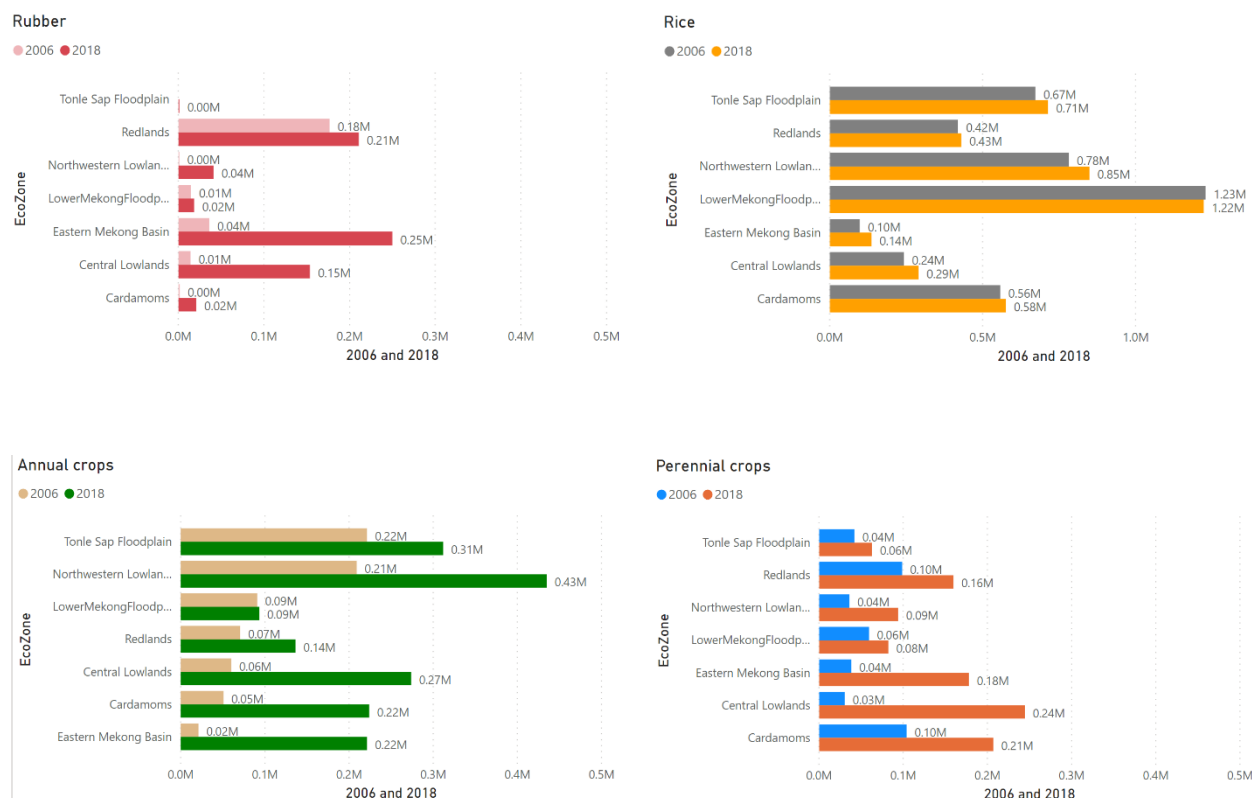 Rubber
2006 2018
EcoZone
Tonle Sap Floodplain
0.00M
Redlands
0.18M
0.21M
Northwestern Lowlan...
0.00M
0.04M
LowerMekongFloodp...
0.01M
0.02M
Eastern Mekong Basin
0.04M
0.25M
Central Lowlands
0.01M
0.15M
Cardamoms
0.00M
0.02M
0.0M 0.1M 0.2M 0.3M 0.4M 0.5M
2006 and 2018
Rice
2006 2018
EcoZone
Tonle Sap Floodplain
0.67M
0.71M
Redlands
0.42M
0.43M
Northwestern Lowlan...
0.78M
0.85M
LowerMekongFloodp...
1.23M
1.22M
Eastern Mekong Basin
0.10M
0.14M
Central Lowlands
0.24M
0.29M
Cardamoms
0.56M
0.58M
0.0M 0.5M 1.0M
2006 and 2018
Annual crops
2006 2018
EcoZone
Tonle Sap Floodplain
0.22M
0.31M
Northwestern Lowlan...
0.21M
0.43M
LowerMekongFloodp...
0.09M
0.09M
Redlands
0.07M
0.14M
Central Lowlands
0.06M
0.27M
Cardamoms
0.05M
0.22M
Eastern Mekong Basin
0.02M
0.22M
0.0M 0.1M 0.2M 0.3M 0.4M 0.5M
2006 and 2018
Perennial crops
2006 2018
EcoZone
Tonle Sap Floodplain
0.04M
0.06M
Redlands
0.10M
0.16M
Northwestern Lowlan...
0.04M
0.09M
LowerMekongFloodp...
0.06M
0.08M
Eastern Mekong Basin
0.04M
0.18M
Central Lowlands
0.03M
0.24M
Cardamoms
0.10M
0.21M
0.0M 0.1M 0.2M 0.3M 0.4M 0.5M
2006 and 2018